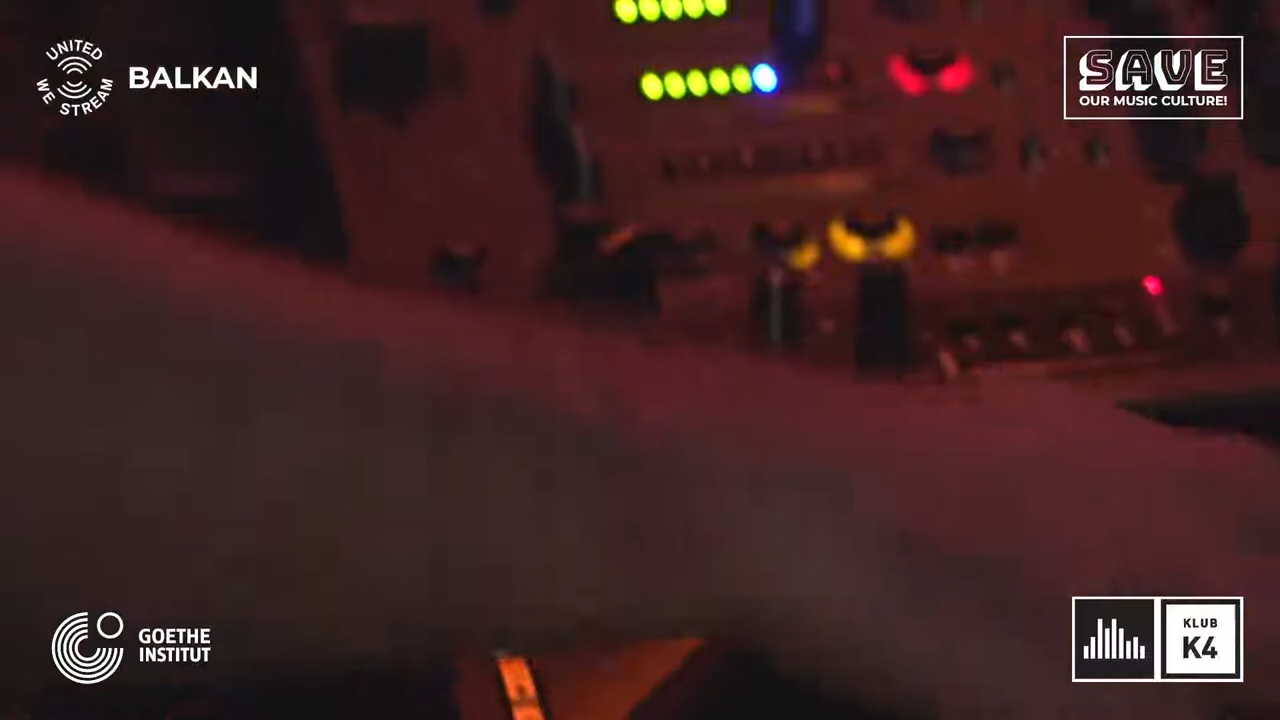 UNITED
WE STREAM
BALKAN
SAVE
OUR MUSIC CULTURE!
GOETHE
INSTITUT
KLUB
K4